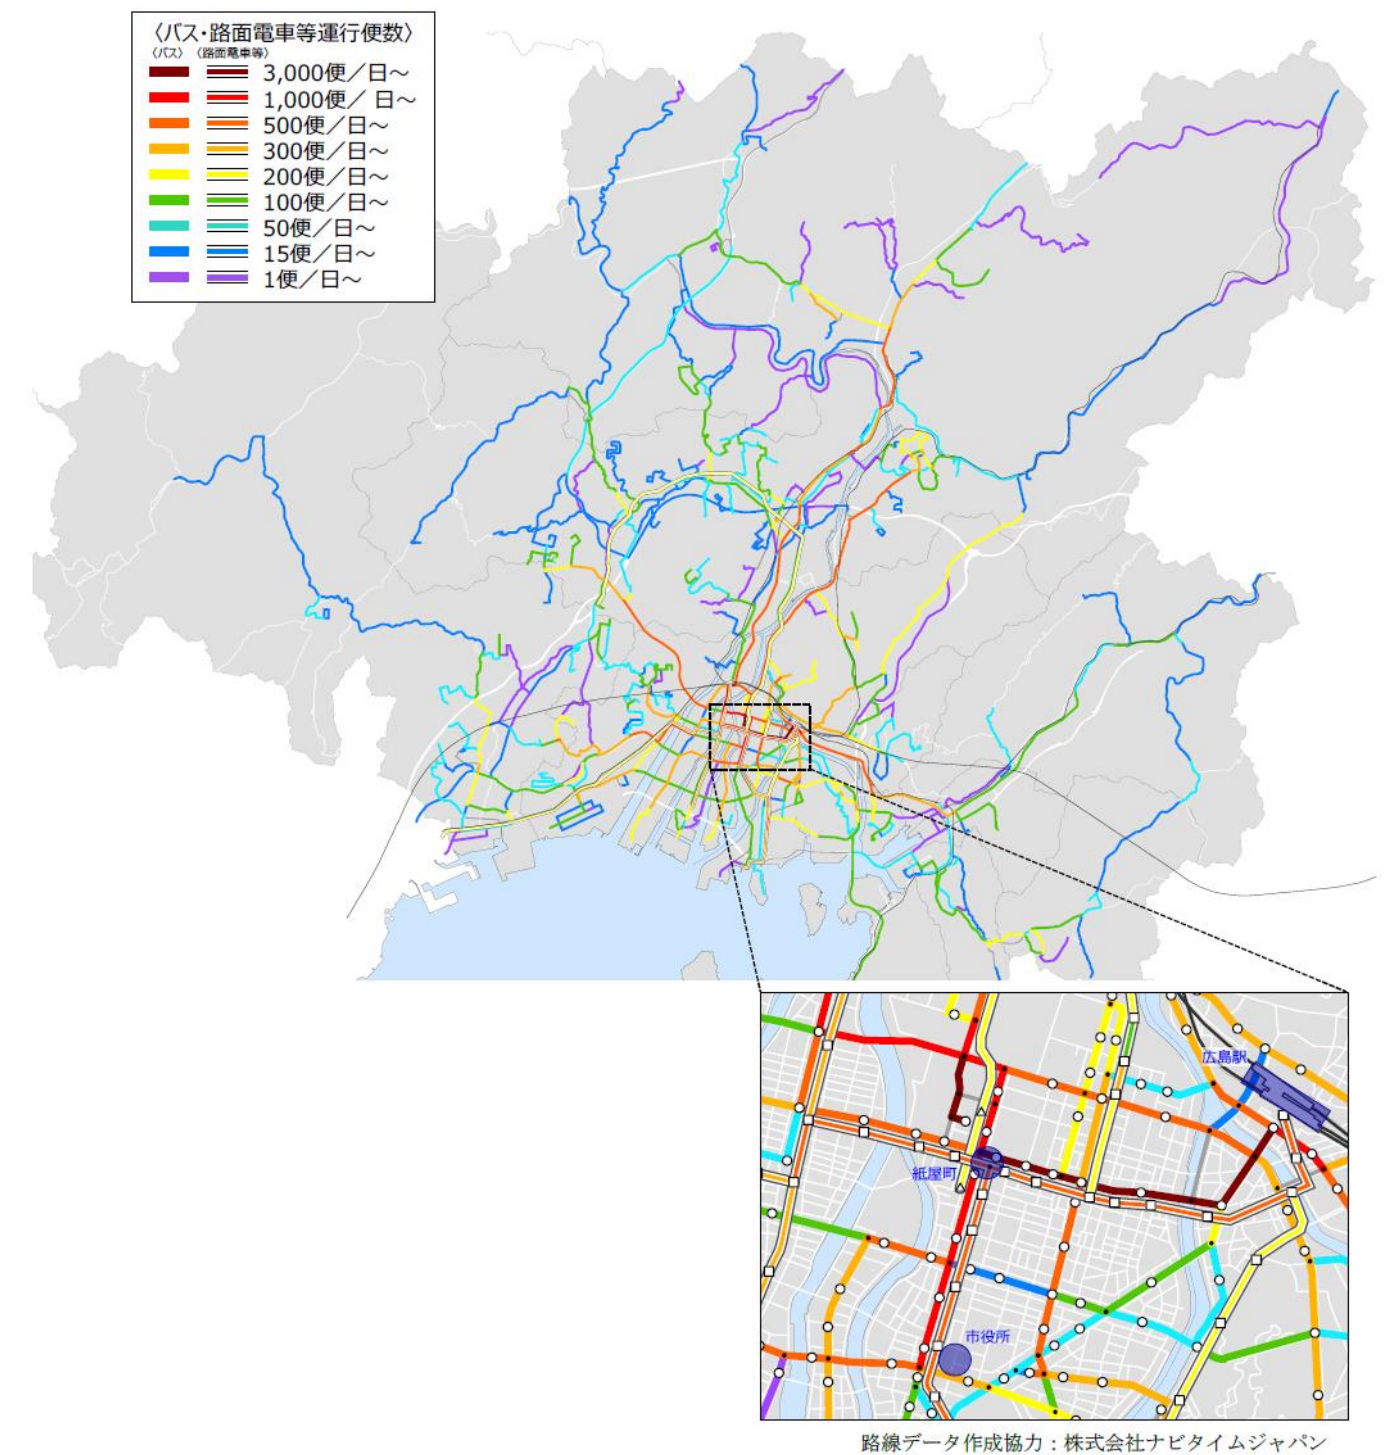 〈バス・路面電車等運行便数〉
〈バス〉 〈路面電車等〉
3,000便／日～
1,000便／ 日～
500便／日～
300便／日～
200便／日～
100便／日～
50便／日～
15便／日～
1便／日～
広島駅
紙屋町
市役所
路線データ作成協力：株式会社ナビタイムジャパン